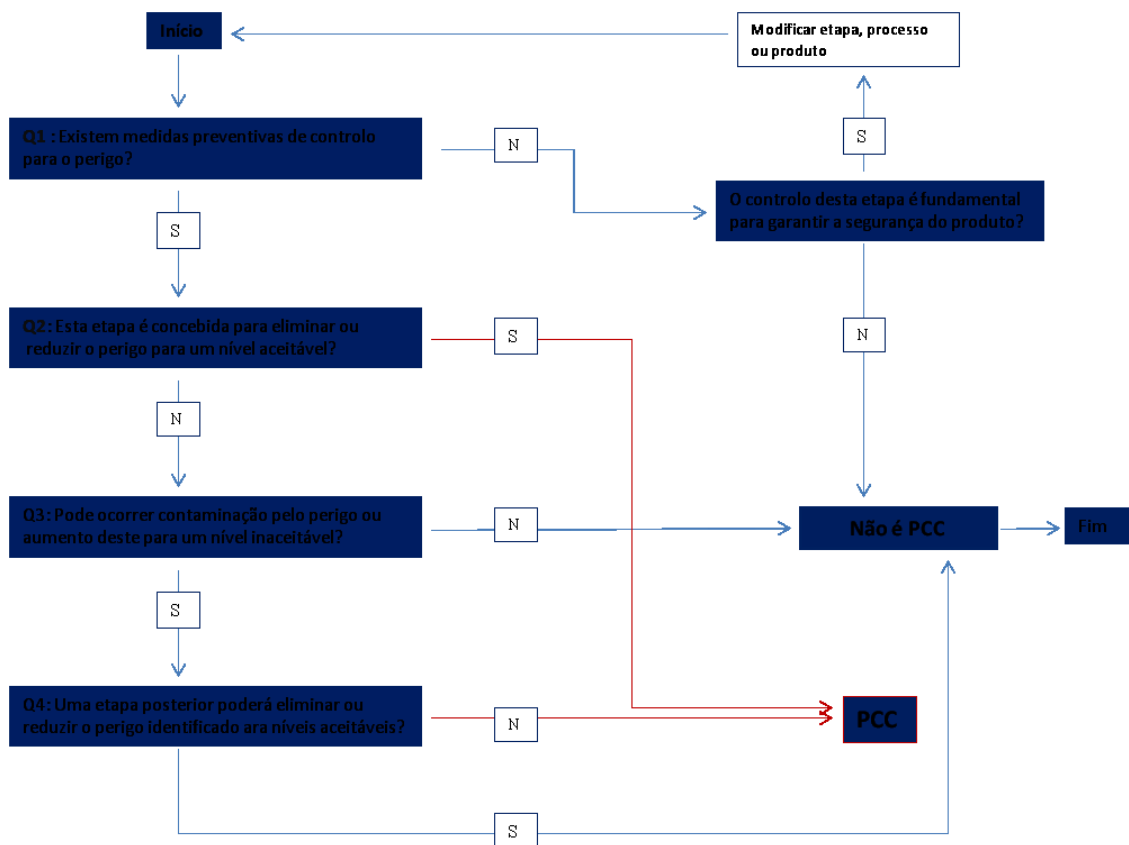 Início
Modificar etapa, processo
ou produto
Q1 : Existem medidas preventivas de controlo
para o perigo?
N
S
O controlo desta etapa é fundamental
para garantir a segurança do produto?
S
Q2: Esta etapa é concebida para eliminar ou
reduzir o perigo para um nível aceitável?
S
N
N
Q3: Pode ocorrer contaminação pelo perigo ou
aumento deste para um nível inaceitável?
N
Não é PCC
Fim
S
Q4: Uma etapa posterior poderá eliminar ou
reduzir o perigo identificado ara níveis aceitáveis?
N
PCC
S